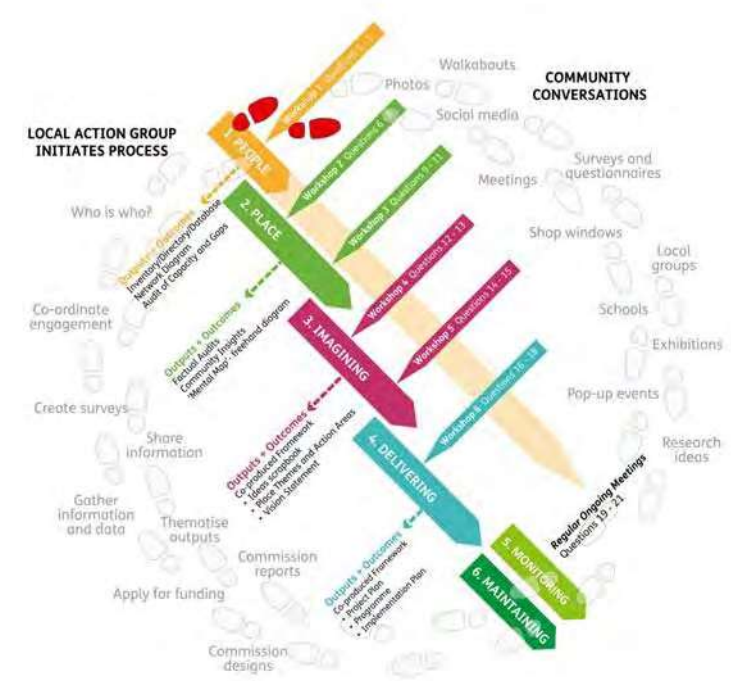 LOCAL ACTION GROUP
INITIATES PROCESS
COMMUNITY
CONVERSATIONS
Workshop 1 Questions
1. PEOPLE
Outputs + Outcomes
Inventory/Directory/Database
Network Diagram
Audit of Capacity and Gaps
Workshop 2 Questions 6
Workshop 3 Questions 9 - 11
2. PLACE
Outputs + Outcomes
Factual Audits
Community Insights
'Mental Map'- freehand diagram
Workshop 4 Questions 12 - 13
Workshop 5 Questions 14 - 15
3. IMAGINING
Outputs + Outcomes
Co-produced Framework
• Ideas scrapbook
• Place Themes and Action Areas
• Vision Statement
Workshop 6 Questions 16 - 18
4. DELIVERING
Outputs + Outcomes
Co-produced Framework
• Project Plan
• Programme
• Implementation Plan
Regular Ongoing Meetings
Questions 19 - 21
5. MONITORING
6. MAINTAINING
Who is who?
Co-ordinate
engagement
Create surveys
Share
information
Gather
information
and data
Thematise
outputs
Commission
reports
Apply for funding
Commission
designs
Walkabouts
Photos
Social media
Meetings
Surveys and
questionnaires
Shop windows
Local
groups
Schools
Exhibitions
Pop-up events
Research
ideas